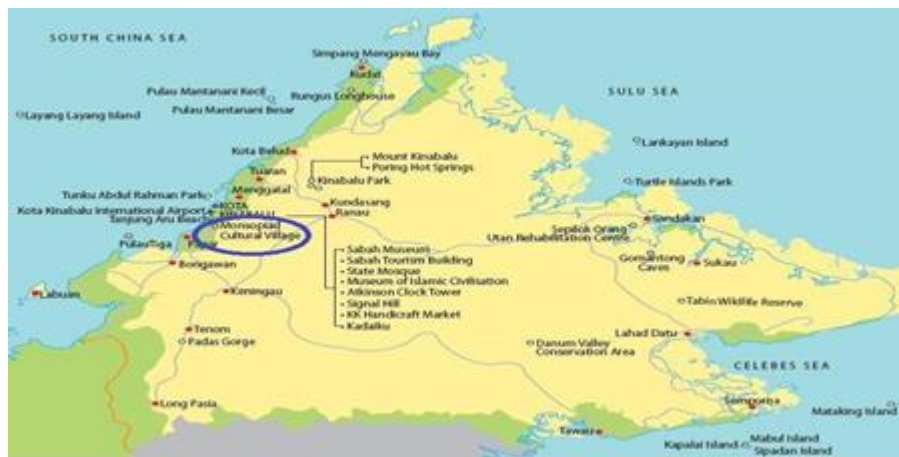 SOUTH CHINA SEA
Simpang Mengayau Bay
Kudat
Pulau Mantanani Kecil
Rungus Longhouse
SULU SEA
Pulau Mantanani Besar
Layang Layang Island
Lankayan Island
Kota Belud
Mount Kinabalu
Poring Hot Springs
Tuaran
Kinabalu Park
Turtle Islands Park
Tunku Abdul Rahman Park
Menggatal
Kundasang
Ranau
KOTA
KINABALU
Kota Kinabalu International Airport
Tanjung Aru Beach
Sandakan
Monsopiad
Cultural Village
Sepilok Orang
Utan Rehabilitation Centre
PulauTiga
Papar
Sabah Museum
Sabah Tourism Building
State Mosque
Museum of Islamic Civilisation
Atkinson Clock Tower
Signal Hill
KK Handicraft Market
Kadaiku
Gomantong
Caves
Sukau
Bongawan
Labuan
Keningau
Tabin Wildlife Reserve
Tenom
Padas Gorge
Lahad Datu
Danum Valley
Conservation Area
CELEBES SEA
Long Pasia
Semporna
Mataking Island
Tawau
Kapalai Island
Mabul Island
Sipadan Island